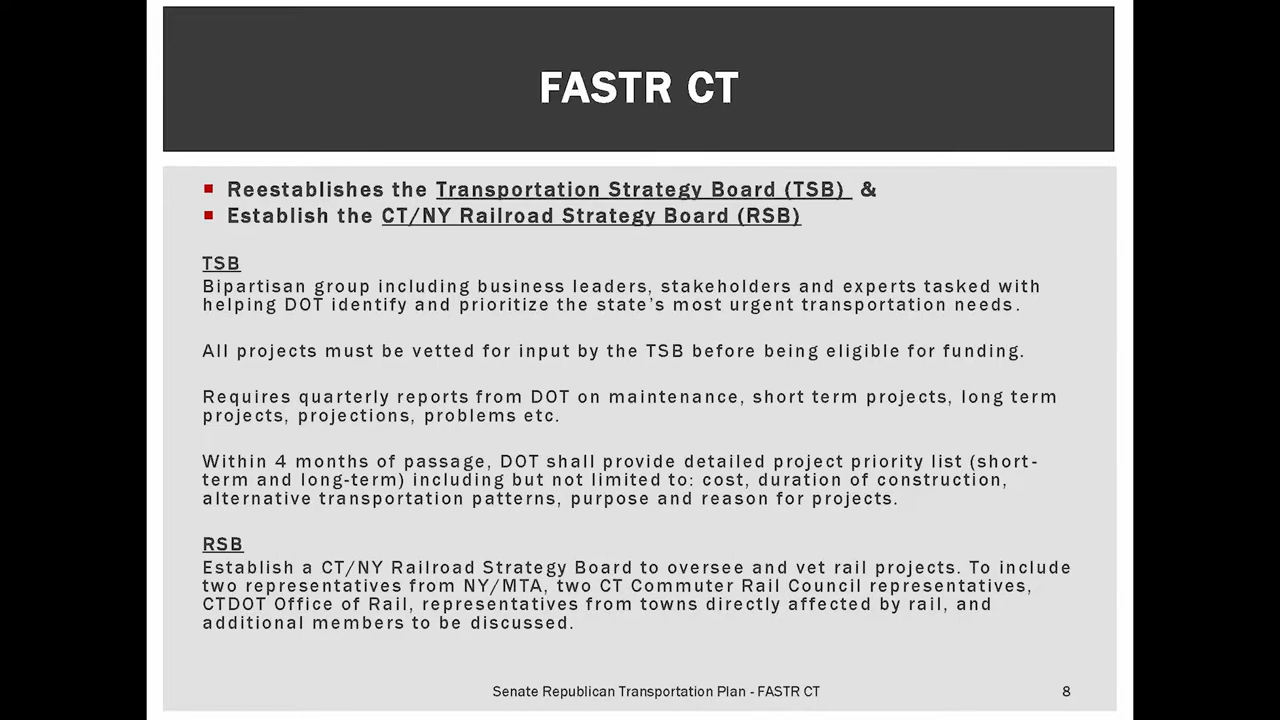 FASTR CT
Reestablishes the Transportation Strategy Board (TSB) &
Establish the CT/NY Railroad Strategy Board (RSB)
TSB
Bipartisan group including business leaders, stakeholders and experts tasked with
helping DOT identify and prioritize the state's most urgent transportation needs.
All projects must be vetted for input by the TSB before being eligible for funding.
Requires quarterly reports from DOT on maintenance, short term projects, long term
projects, projections, problems etc.
Within 4 months of passage, DOT shall provide detailed project priority list (short-
term and long-term) including but not limited to: cost, duration of construction,
alternative transportation patterns, purpose and reason for projects.
RSB
Establish a CT/NY Railroad Strategy Board to oversee and vet rail projects. To include
two representatives from NY/MTA, two CT Commuter Rail Council representatives,
CTDOT Office of Rail, representatives from towns directly affected by rail, and
additional members to be discussed.
Senate Republican Transportation Plan - FASTR CT 8